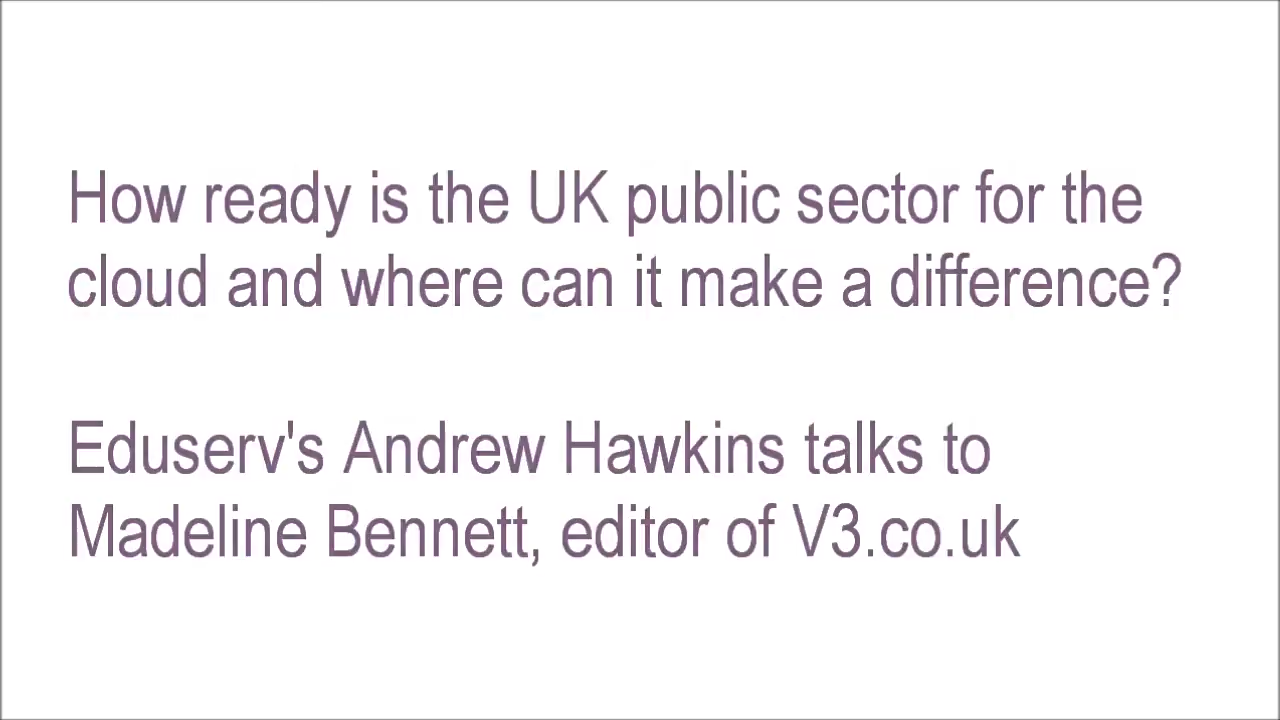 How ready is the UK public sector for the
cloud and where can it make a difference?
Eduserv's Andrew Hawkins talks to
Madeline Bennett, editor of V3.co.uk